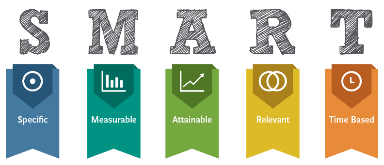 S M A R T
Specific Measurable Attainable Relevant Time Based